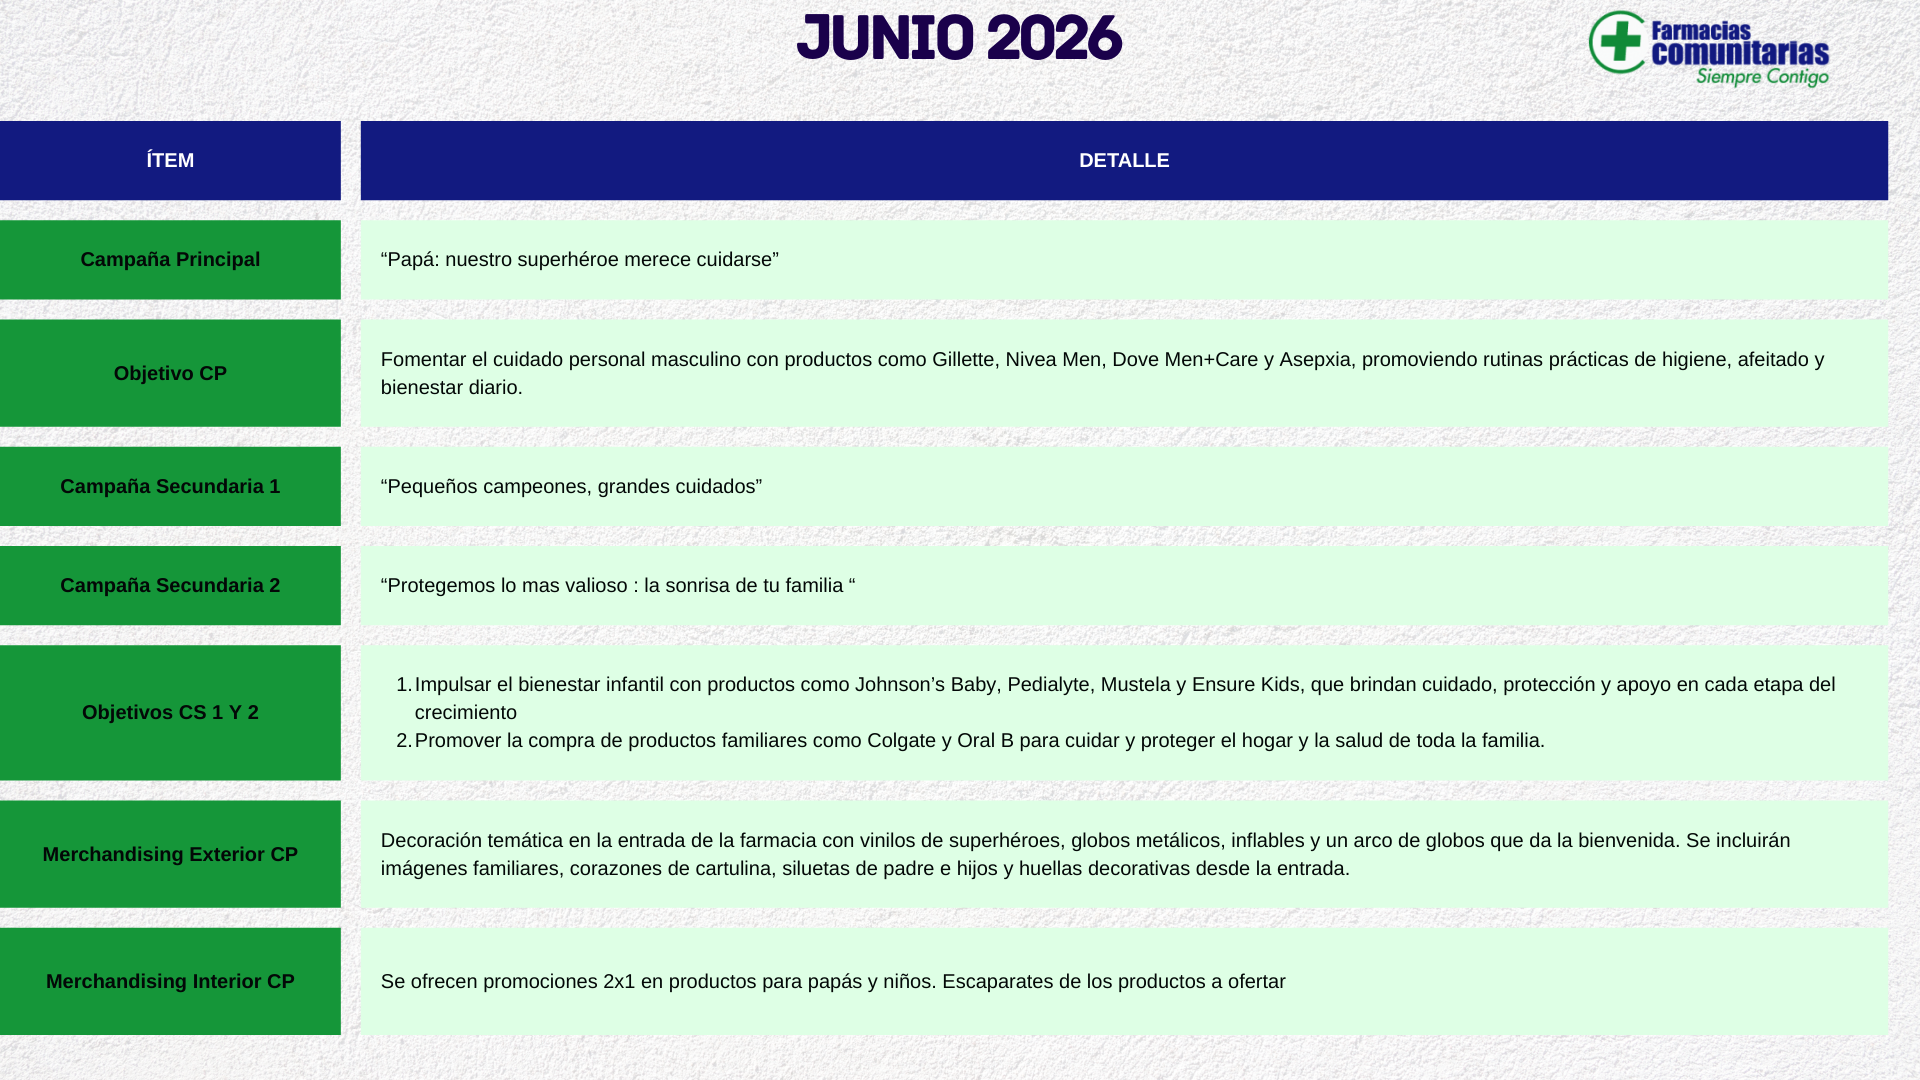 JUNIO 2026
Farmacias
comunitarias
Siempre Contigo
ÍTEM
DETALLE
Campaña Principal
“Papá: nuestro superhéroe merece cuidarse”
Objetivo CP
Fomentar el cuidado personal masculino con productos como Gillette, Nivea Men, Dove Men+Care y Asepxia, promoviendo rutinas prácticas de higiene, afeitado y
bienestar diario.
Campaña Secundaria 1
“Pequeños campeones, grandes cuidados”
Campaña Secundaria 2
“Protegemos lo mas valioso : la sonrisa de tu familia “
Objetivos CS 1 Y 2
1. Impulsar el bienestar infantil con productos como Johnson’s Baby, Pedialyte, Mustela y Ensure Kids, que brindan cuidado, protección y apoyo en cada etapa del
crecimiento
2. Promover la compra de productos familiares como Colgate y Oral B para cuidar y proteger el hogar y la salud de toda la familia.
Merchandising Exterior CP
Decoración temática en la entrada de la farmacia con vinilos de superhéroes, globos metálicos, inflables y un arco de globos que da la bienvenida. Se incluirán
imágenes familiares, corazones de cartulina, siluetas de padre e hijos y huellas decorativas desde la entrada.
Merchandising Interior CP
Se ofrecen promociones 2x1 en productos para papás y niños. Escaparates de los productos a ofertar